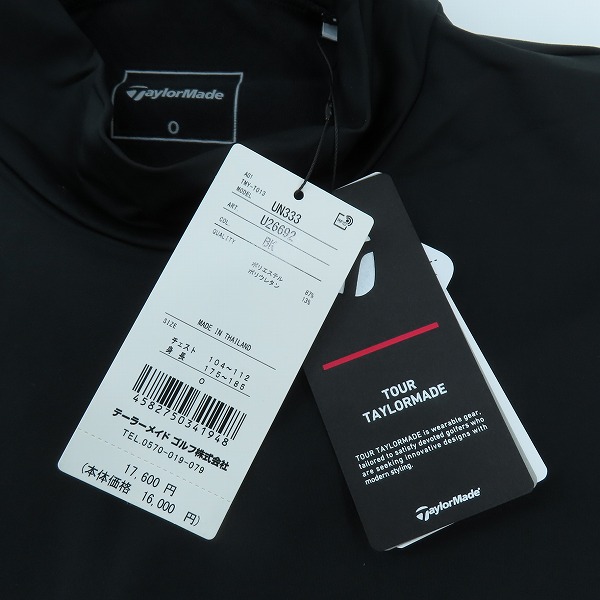 TaylorMade
O
AGI
TMY-TG13
MODEL UN333
ART. U26692
COL. BK
QUALITY
ポリエステル 87%
ポリウレタン 13%
MADE IN THAILAND
SIZE
チェスト 104～112
身長 175～185
O
4582750341948
テーラーメイド ゴルフ株式会社
TEL.0570-019-079
17,600 円
(本体価格 16,000 円)
TOUR
TAYLORMADE
TOUR TAYLORMADE is wearable gear,
tailored to satisfy devoted golfers who
are seeking innovative designs with
modern styling.
TaylorMade